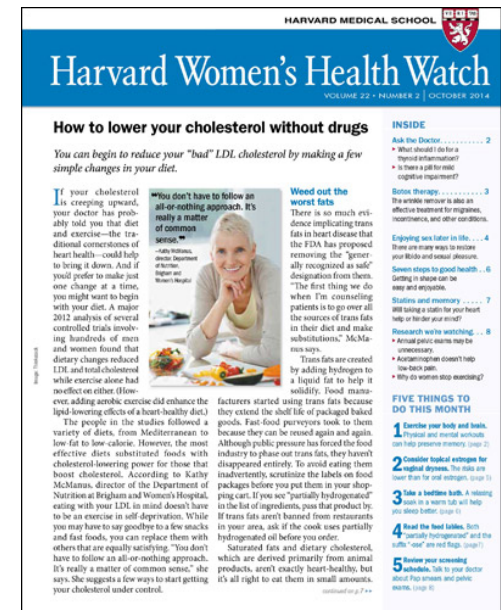 HARVARD MEDICAL SCHOOL
Harvard Women's Health Watch
VOLUME 22 • NUMBER 2 | OCTOBER 2014
How to lower your cholesterol without drugs
You can begin to reduce your "bad" LDL cholesterol by making a few
simple changes in your diet.
If your cholesterol
is creeping upward,
your doctor has prob-
ably told you that diet
and exercise—the tra-
ditional cornerstones of
heart health—could help
to bring it down. And if
you'd prefer to make just
one change at a time,
you might want to begin
with your diet. A major
2012 analysis of several
controlled trials involv-
ing hundreds of men
and women found that
dietary changes reduced
LDL and total cholesterol
while exercise alone had
no effect on either. (How-
ever, adding aerobic exercise did enhance the
lipid-lowering effects of a heart-healthy diet.)
The people in the studies followed a
variety of diets, from Mediterranean to
low-fat to low-calorie. However, the most
effective diets substituted foods with
cholesterol-lowering power for those that
boost cholesterol. According to Kathy
McManus, director of the Department of
Nutrition at Brigham and Women's Hospital,
eating with your LDL in mind doesn't have
to be an exercise in self-deprivation. While
you may have to say goodbye to a few snacks
and fast foods, you can replace them with
others that are equally satisfying. "You don't
have to follow an all-or-nothing approach.
It's really a matter of common sense," she
says. She suggests a few ways to start getting
your cholesterol under control.
"You don't have to follow an
all-or-nothing approach. It's
really a matter of common
sense."
—Kathy McManus,
director, Department
of Nutrition,
Brigham and
Women's Hospital
Weed out the
worst fats
There is so much evi-
dence implicating trans
fats in heart disease that
the FDA has proposed
removing the "gener-
ally recognized as safe"
designation from them.
"The first thing we do
when I'm counseling
patients is to go over all
the sources of trans fats
in their diet and make
substitutions," McMa-
nus says.
Trans fats are created
by adding hydrogen to
a liquid fat to help it
solidify. Food manu-
facturers started using trans fats because
they extend the shelf life of packaged baked
goods. Fast-food purveyors took to them
because they can be reused again and again.
Although public pressure has forced the food
industry to phase out trans fats, they haven't
disappeared entirely. To avoid eating them
inadvertently, scrutinize the labels on food
packages before you put them in your shop-
ping cart. If you see "partially hydrogenated"
in the list of ingredients, pass that product by.
If trans fats aren't banned from restaurants
in your area, ask if the cook uses partially
hydrogenated oil before you order.
Saturated fats and dietary cholesterol,
which are derived primarily from animal
products, aren't exactly heart-healthy, but
it's all right to eat them in small amounts.
continued on p. 7 >>
INSIDE
Ask the Doctor. . . . . . . . . . . 2
What should I do for a
thyroid inflammation?
Is there a pill for mild
cognitive impairment?
Botox therapy. . . . . . . . . . . . 3
The wrinkle remover is also an
effective treatment for migraines,
incontinence, and other conditions.
Enjoying sex later in life. . . . 4
There are many ways to restore
your libido and sexual pleasure.
Seven steps to good health . . 6
Getting in shape can be
easy and enjoyable.
Statins and memory . . . . . . 7
Will taking a statin for your heart
help or hinder your mind?
Research we're watching. . . 8
Annual pelvic exams may be
unnecessary.
Acetaminophen doesn't help
low-back pain.
Why do women stop exercising?
FIVE THINGS TO
DO THIS MONTH
1 Exercise your body and brain.
Physical and mental workouts
can help preserve memory. (page 2)
2 Consider topical estrogen for
vaginal dryness. The risks are
lower than for oral estrogen. (page 5)
3 Take a bedtime bath. A relaxing
soak in a warm tub will help
you sleep better. (page 6)
4 Read the food lables. Both
"partially hydrogenated" and the
suffix "-ose" are red flags. (page7)
5 Review your screening
schedule. Talk to your doctor
about Pap smears and pelvic
exams. (page 8)